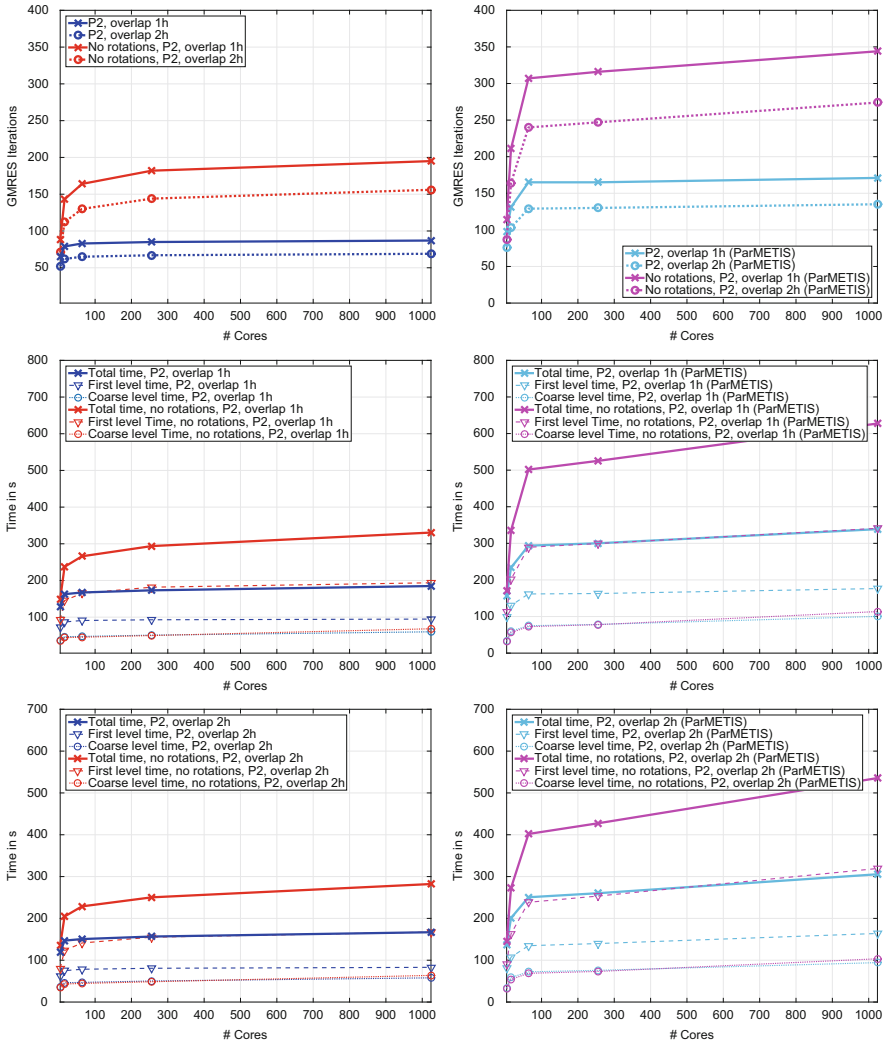 400
350
300
250
200
150
100
50
GMRES Iterations
P2, overlap 1h
P2, overlap 2h
No rotations, P2, overlap 1h
No rotations, P2, overlap 2h
100 200 300 400 500 600 700 800 900 1000
# Cores
400
350
300
250
200
150
100
50
0
GMRES Iterations
P2, overlap 1h (ParMETIS)
P2, overlap 2h (ParMETIS)
No rotations, P2, overlap 1h (ParMETIS)
No rotations, P2, overlap 2h (ParMETIS)
100 200 300 400 500 600 700 800 900 1000
# Cores
800
700
600
500
400
300
200
100
0
Time in s
Total time, P2, overlap 1h
First level time, P2, overlap 1h
Coarse level time, P2, overlap 1h
Total time, no rotations, P2, overlap 1h
First level Time, no rotations, P2, overlap 1h
Coarse level Time, no rotations, P2, overlap 1h
100 200 300 400 500 600 700 800 900 1000
# Cores
800
700
600
500
400
300
200
100
0
Time in s
Total time, P2, overlap 1h (ParMETIS)
First level time, P2, overlap 1h (ParMETIS)
Coarse level time, P2, overlap 1h (ParMETIS)
Total time, no rotations, P2, overlap 1h (ParMETIS)
First level Time, no rotations, P2, overlap 1h (ParMETIS)
Coarse level Time, no rotations, P2, overlap 1h (ParMETIS)
100 200 300 400 500 600 700 800 900 1000
# Cores
700
600
500
400
300
200
100
0
Time in s
Total time, P2, overlap 2h
First level time, P2, overlap 2h
Coarse level time, P2, overlap 2h
Total time, no rotations, P2, overlap 2h
First level time, no rotations, P2, overlap 2h
Coarse level time, no rotations, P2, overlap 2h
100 200 300 400 500 600 700 800 900 1000
# Cores
700
600
500
400
300
200
100
0
Time in s
Total time, P2, overlap 2h (ParMETIS)
First level time, P2, overlap 2h (ParMETIS)
Coarse level time, P2, overlap 2h (ParMETIS)
Total time, no rotations, P2, overlap 2h (ParMETIS)
First level time, no rotations, P2, overlap 2h (ParMETIS)
Coarse level time, no rotations, P2, overlap 2h (ParMETIS)
100 200 300 400 500 600 700 800 900 1000
# Cores